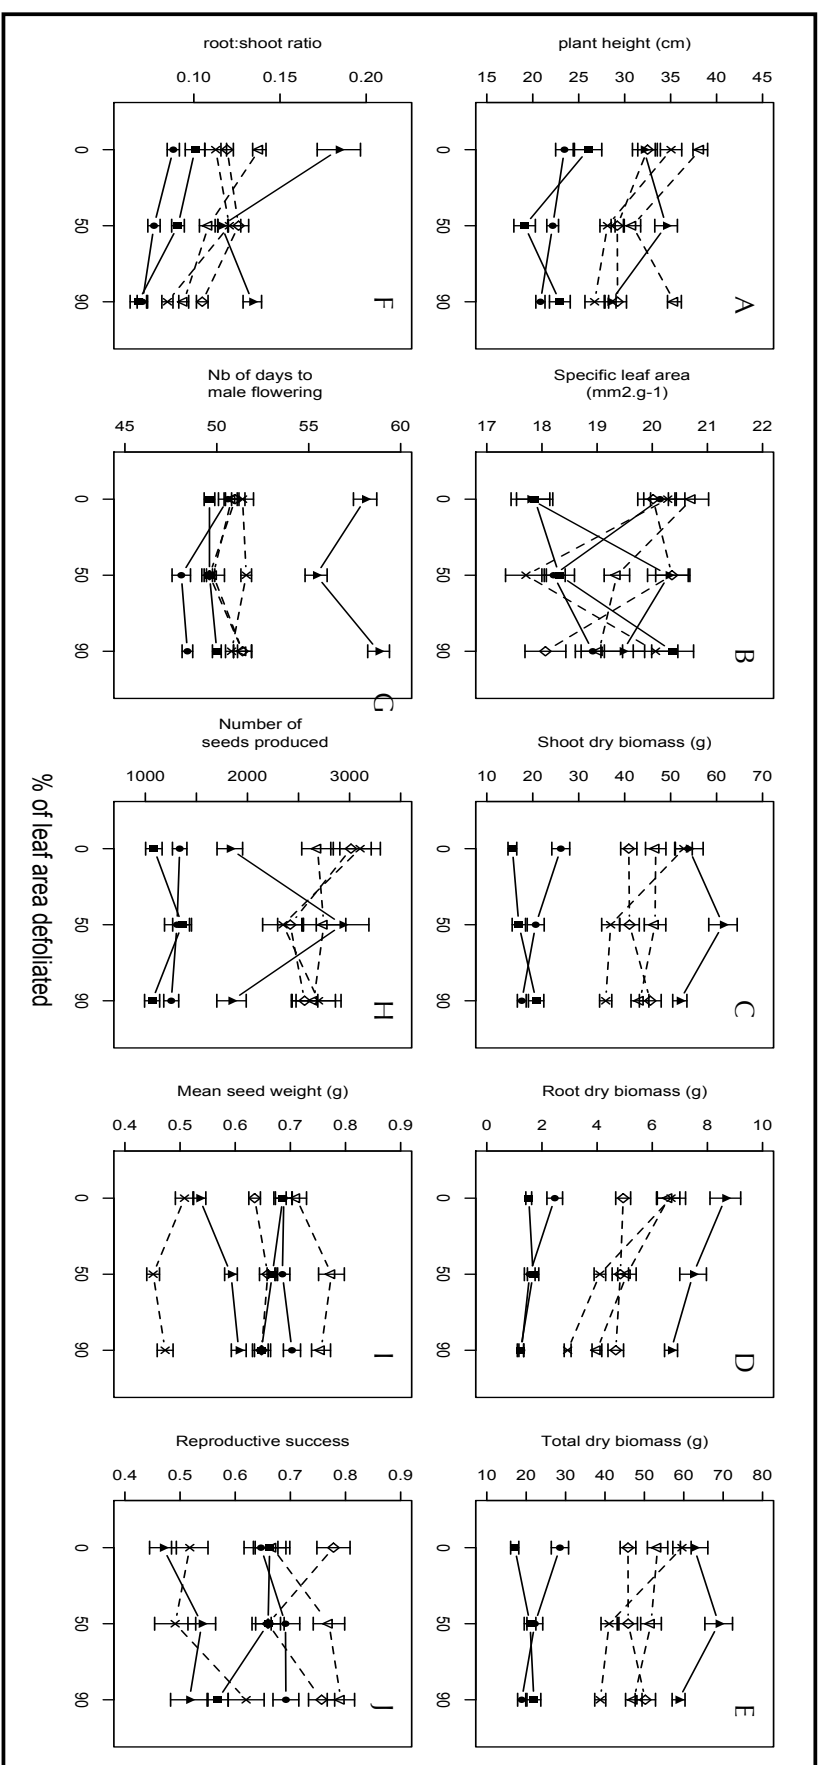 plant height (cm)
15 20 25 30 35 40 45
0 50 90
A
Specific leaf area
(mm2.g-1)
17 18 19 20 21 22
0 50 90
B
Shoot dry biomass (g)
10 20 30 40 50 60 70
0 50 90
C
Root dry biomass (g)
0 2 4 6 8 10
0 50 90
D
Total dry biomass (g)
10 20 30 40 50 60 70 80
0 50 90
E
root:shoot ratio
0.10 0.15 0.20
0 50 90
F
Nb of days to
male flowering
45 50 55 60
0 50 90
G
Number of
seeds produced
1000 2000 3000
0 50 90
H
Mean seed weight (g)
0.4 0.5 0.6 0.7 0.8 0.9
0 50 90
I
Reproductive success
0.4 0.5 0.6 0.7 0.8 0.9
0 50 90
J
% of leaf area defoliated